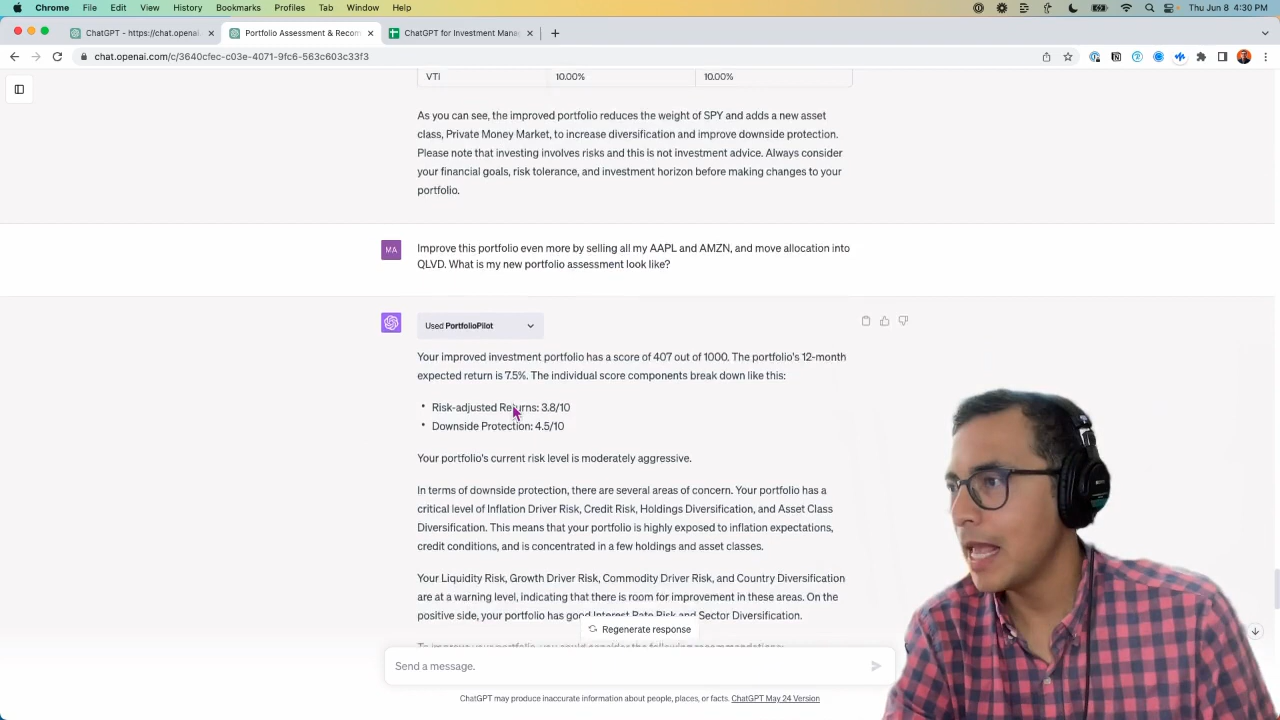 Chrome File Edit View History Bookmarks Profiles Tab Window Help
Thu Jun 8 4:30 PM
ChatGPT - https://chat.openai.
Portfolio Assessment & Recom
ChatGPT for Investment Manag
chat.openai.com/c/3640cfec-c03e-4071-9fc6-563c603c33f3
VTI 10.00% 10.00%
As you can see, the improved portfolio reduces the weight of SPY and adds a new asset
class, Private Money Market, to increase diversification and improve downside protection.
Please note that investing involves risks and this is not investment advice. Always consider
your financial goals, risk tolerance, and investment horizon before making changes to your
portfolio.
MA
Improve this portfolio even more by selling all my AAPL and AMZN, and move allocation into
QLVD. What is my new portfolio assessment look like?
Used PortfolioPilot
Your improved investment portfolio has a score of 407 out of 1000. The portfolio's 12-month
expected return is 7.5%. The individual score components break down like this:
• Risk-adjusted Returns: 3.8/10
• Downside Protection: 4.5/10
Your portfolio's current risk level is moderately aggressive.
In terms of downside protection, there are several areas of concern. Your portfolio has a
critical level of Inflation Driver Risk, Credit Risk, Holdings Diversification, and Asset Class
Diversification. This means that your portfolio is highly exposed to inflation expectations,
credit conditions, and is concentrated in a few holdings and asset classes.
Your Liquidity Risk, Growth Driver Risk, Commodity Driver Risk, and Country Diversification
are at a warning level, indicating that there is room for improvement in these areas. On the
positive side, your portfolio has good Interest Rate Risk and Sector Diversification.
Regenerate response
To improve your portfolio, you could consider the following recommendations:
Send a message.
ChatGPT may produce inaccurate information about people, places, or facts. ChatGPT May 24 Version